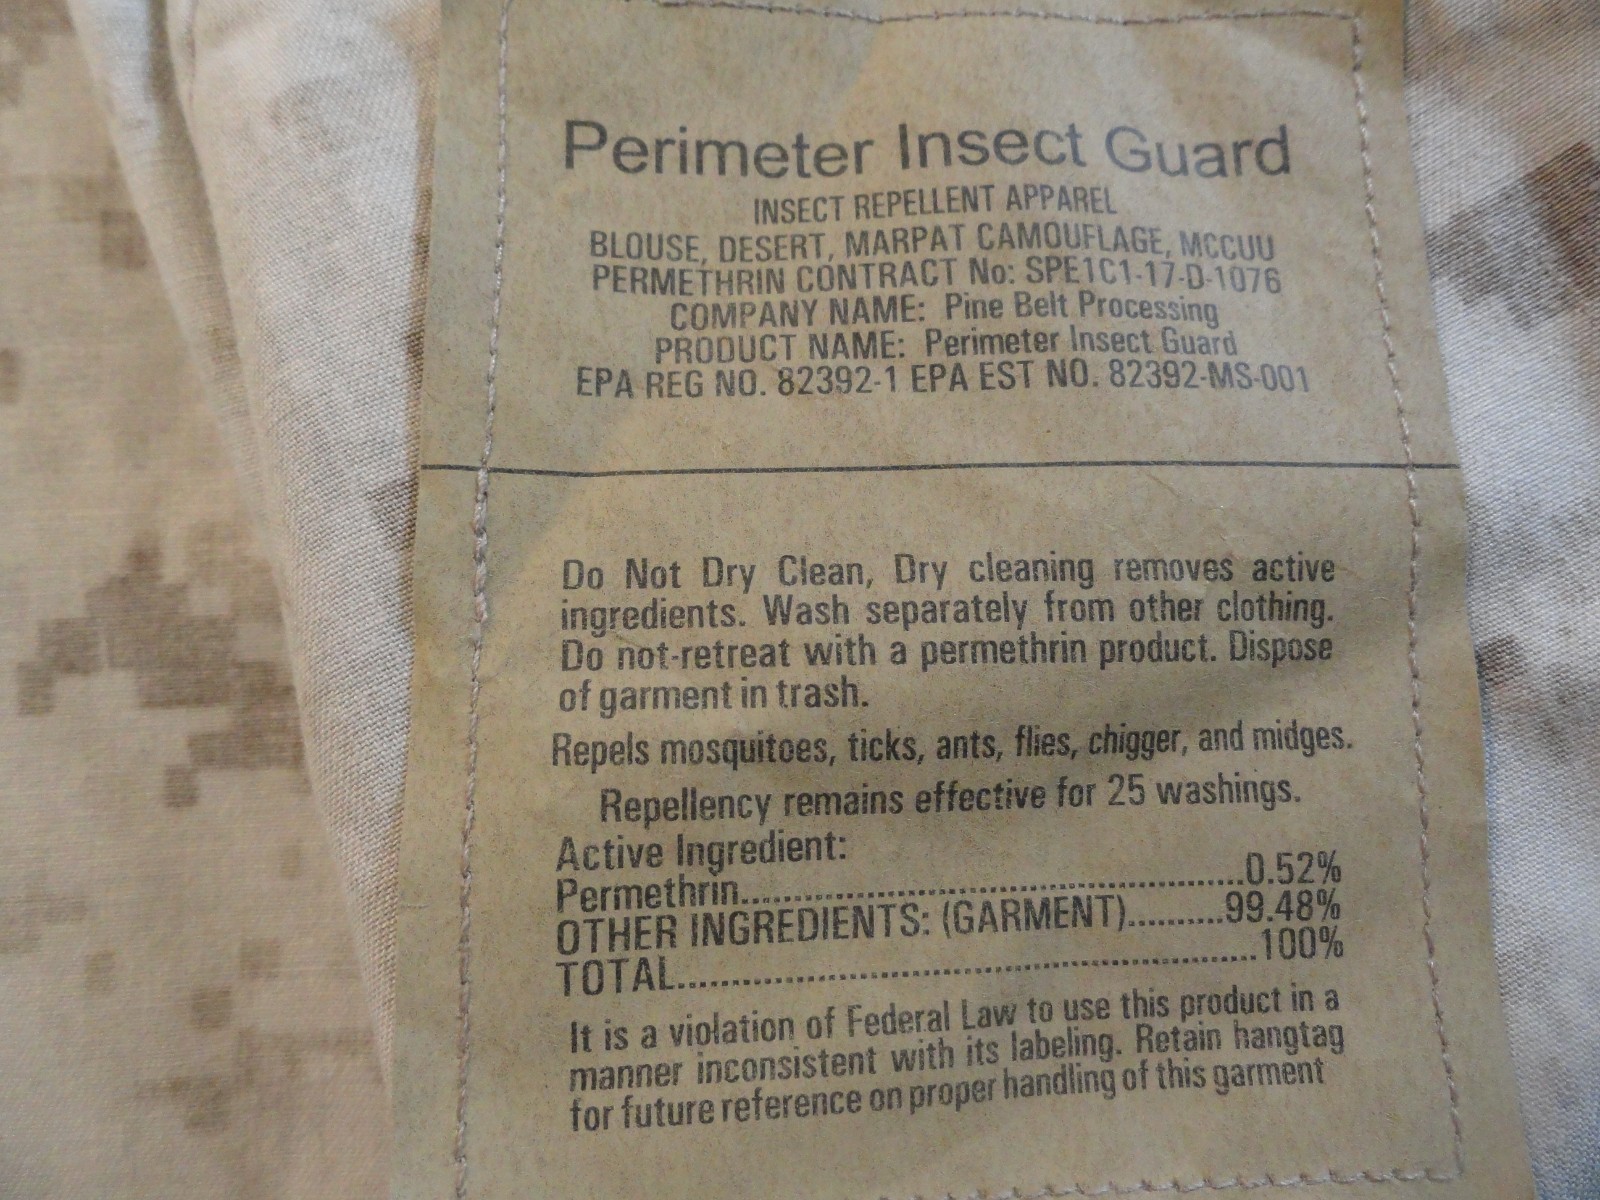 Perimeter Insect Guard
INSECT REPELLENT APPAREL
BLOUSE, DESERT, MARPAT CAMOUFLAGE, MCCUU
PERMETHRIN CONTRACT No: SPE1C1-17-D-1076
COMPANY NAME: Pine Belt Processing
PRODUCT NAME: Perimeter Insect Guard
EPA REG NO. 82392-1 EPA EST NO. 82392-MS-001
Do Not Dry Clean, Dry cleaning removes active
ingredients. Wash separately from other clothing.
Do not-retreat with a permethrin product. Dispose
of garment in trash.
Repels mosquitoes, ticks, ants, flies, chigger, and midges.
Repellency remains effective for 25 washings.
Active Ingredient:
Permethrin..........................................0.52%
OTHER INGREDIENTS: (GARMENT)..........99.48%
TOTAL..................................................100%
It is a violation of Federal Law to use this product in a
manner inconsistent with its labeling. Retain hangtag
for future reference on proper handling of this garment